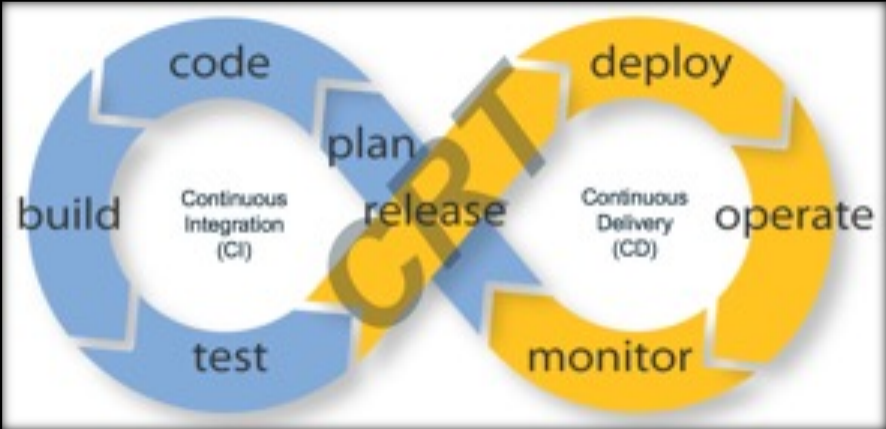 code
deploy
plan
build
Continuous
Integration
(CI)
release
Continuous
Delivery
(CD)
operate
test
monitor
CRT